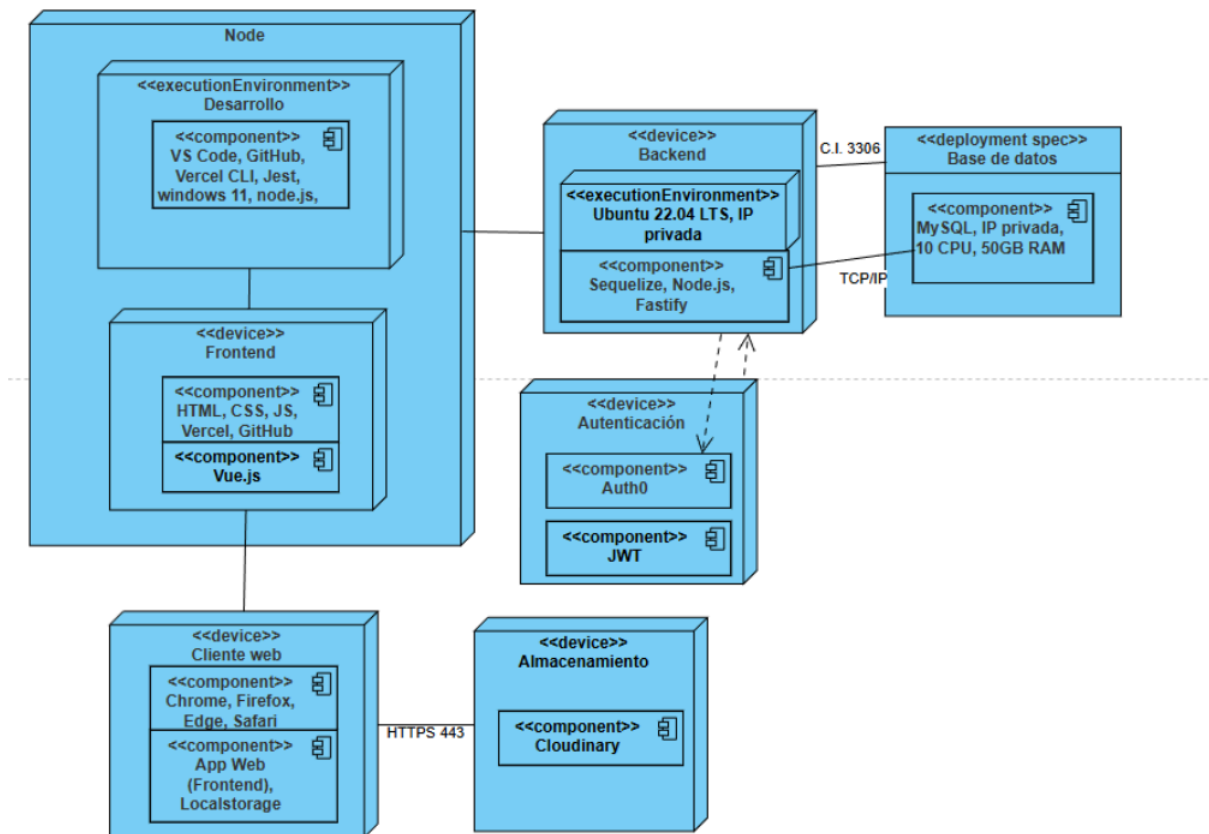 Node
<<executionEnvironment>>
Desarrollo
<<component>>
VS Code, GitHub,
Vercel CLI, Jest,
windows 11, node.js,
<<device>>
Frontend
<<component>>
HTML, CSS, JS,
Vercel, GitHub
<<component>>
Vue.js
<<device>>
Backend
<<executionEnvironment>>
Ubuntu 22.04 LTS, IP
privada
<<component>>
Sequelize, Node.js,
Fastify
C.I. 3306
TCP/IP
<<deployment spec>>
Base de datos
<<component>>
MySQL, IP privada,
10 CPU, 50GB RAM
<<device>>
Autenticación
<<component>>
Auth0
<<component>>
JWT
<<device>>
Cliente web
<<component>>
Chrome, Firefox,
Edge, Safari
<<component>>
App Web
(Frontend),
Localstorage
HTTPS 443
<<device>>
Almacenamiento
<<component>>
Cloudinary